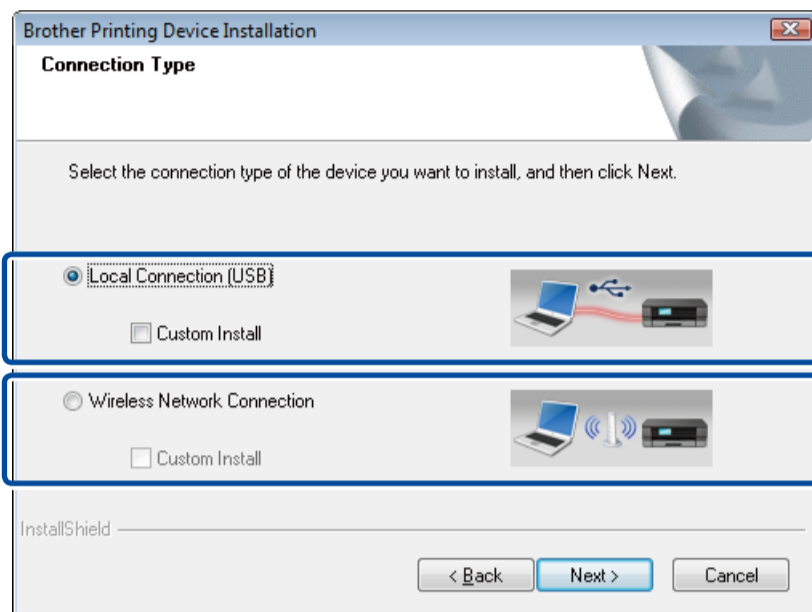 Brother Printing Device Installation
Connection Type
Select the connection type of the device you want to install, and then click Next.
Local Connection (USB)
Custom Install
Wireless Network Connection
Custom Install
InstallShield
< Back
Next >
Cancel